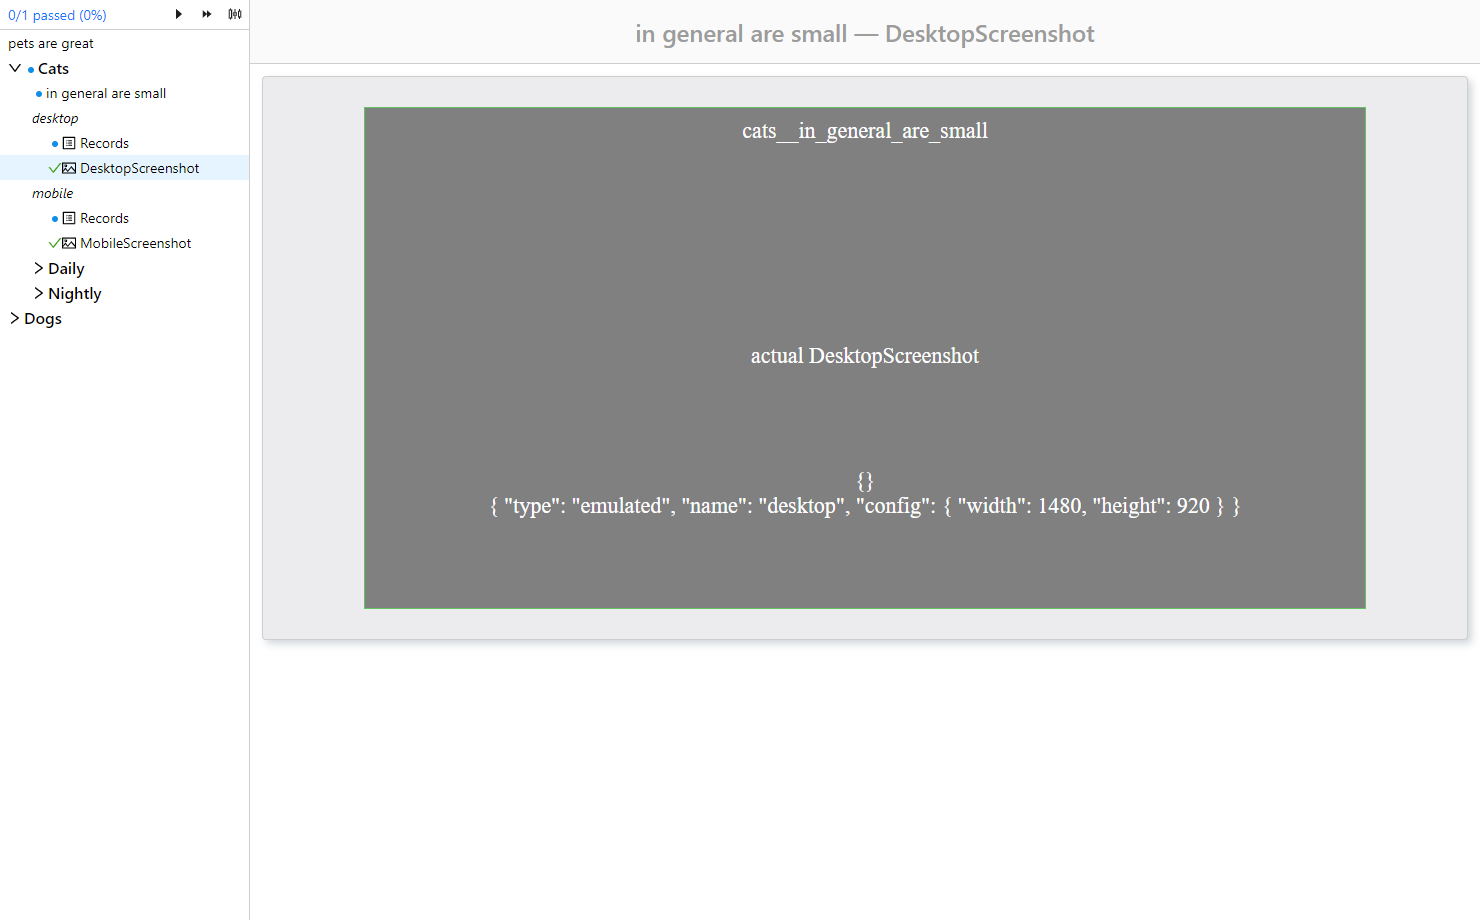 0/1 passed (0%)
pets are great
Cats
in general are small
desktop
Records
DesktopScreenshot
mobile
Records
MobileScreenshot
Daily
Nightly
Dogs
in general are small — DesktopScreenshot
cats__in_general_are_small
actual DesktopScreenshot
{}
{ "type": "emulated", "name": "desktop", "config": { "width": 1480, "height": 920 } }